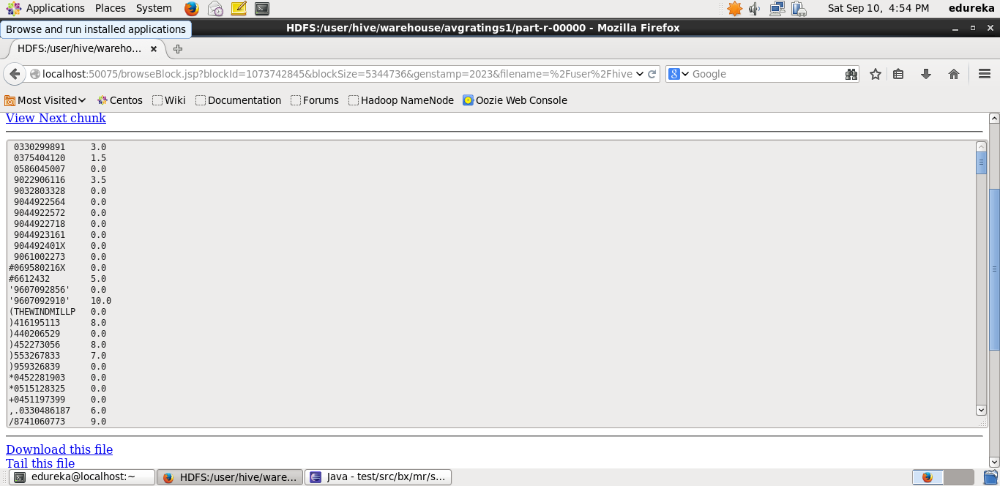 Applications Places System Sat Sep 10, 4:54 PM edureka
Browse and run installed applications
HDFS:/user/hive/warehouse/avgratings1/part-r-00000 - Mozilla Firefox
HDFS:/user/hive/wareho...
localhost:50075/browseBlock.jsp?blockId=1073742845&blockSize=5344736&genstamp=2023&filename=%2Fuser%2Fhive Google
Most Visited Centos Wiki Documentation Forums Hadoop NameNode Oozie Web Console
View Next chunk
0330299891 3.0
0375404120 1.5
0586045007 0.0
9022906116 3.5
9032803328 0.0
9044922564 0.0
9044922572 0.0
9044922718 0.0
9044923161 0.0
904492401X 0.0
9061002273 0.0
#069580216X 0.0
#6612432 5.0
'9607092856' 0.0
'9607092910' 10.0
(THEWINDMILLP 0.0
)416195113 8.0
)440206529 0.0
)452273056 8.0
)553267833 7.0
)959326839 0.0
*0452281903 0.0
*0515128325 0.0
+0451197399 0.0
,.0330486187 6.0
/8741060773 9.0
Download this file
Tail this file
edureka@localhost:~ HDFS:/user/hive/ware... Java - test/src/bx/mr/s...